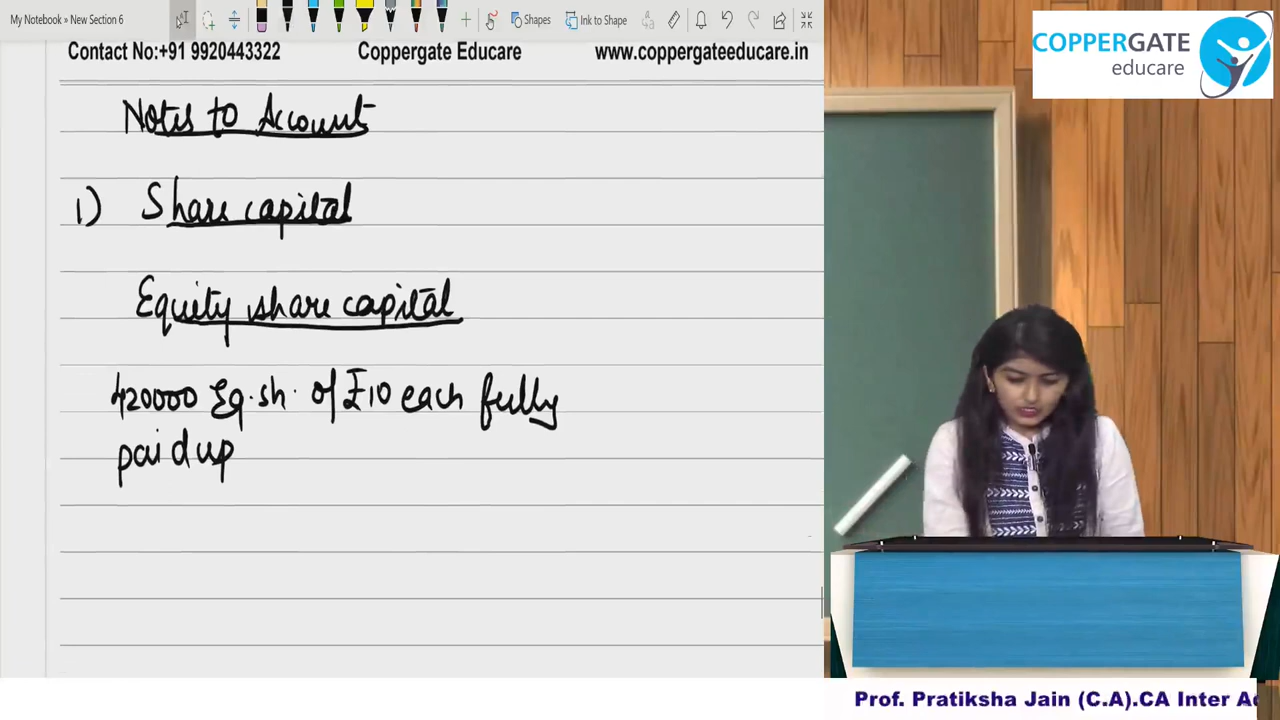 My Notebook » New Section 6
Shapes
Ink to Shape
Contact No:+91 9920443322 Coppergate Educare www.coppergateeducare.in
COPPERGATE
educare
Notes to Account
1) Share capital
Equity share capital
420000 Eq.sh. of ₹10 each fully
paid up
Prof. Pratiksha Jain (C.A).CA Inter